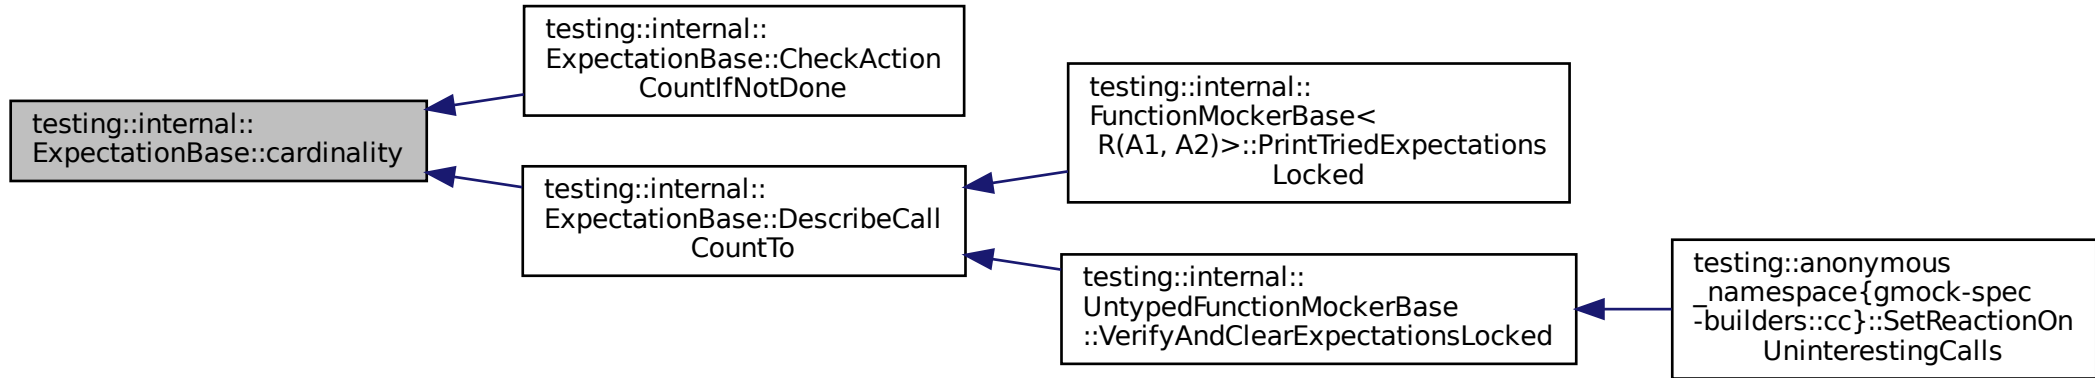 testing::internal::
ExpectationBase::cardinality
testing::internal::
ExpectationBase::CheckAction
CountIfNotDone
testing::internal::
ExpectationBase::DescribeCall
CountTo
testing::internal::
FunctionMockerBase<
R(A1, A2)>::PrintTriedExpectations
Locked
testing::internal::
UntypedFunctionMockerBase
::VerifyAndClearExpectationsLocked
testing::anonymous
_namespace{gmock-spec
-builders::cc}::SetReactionOn
UninterestingCalls